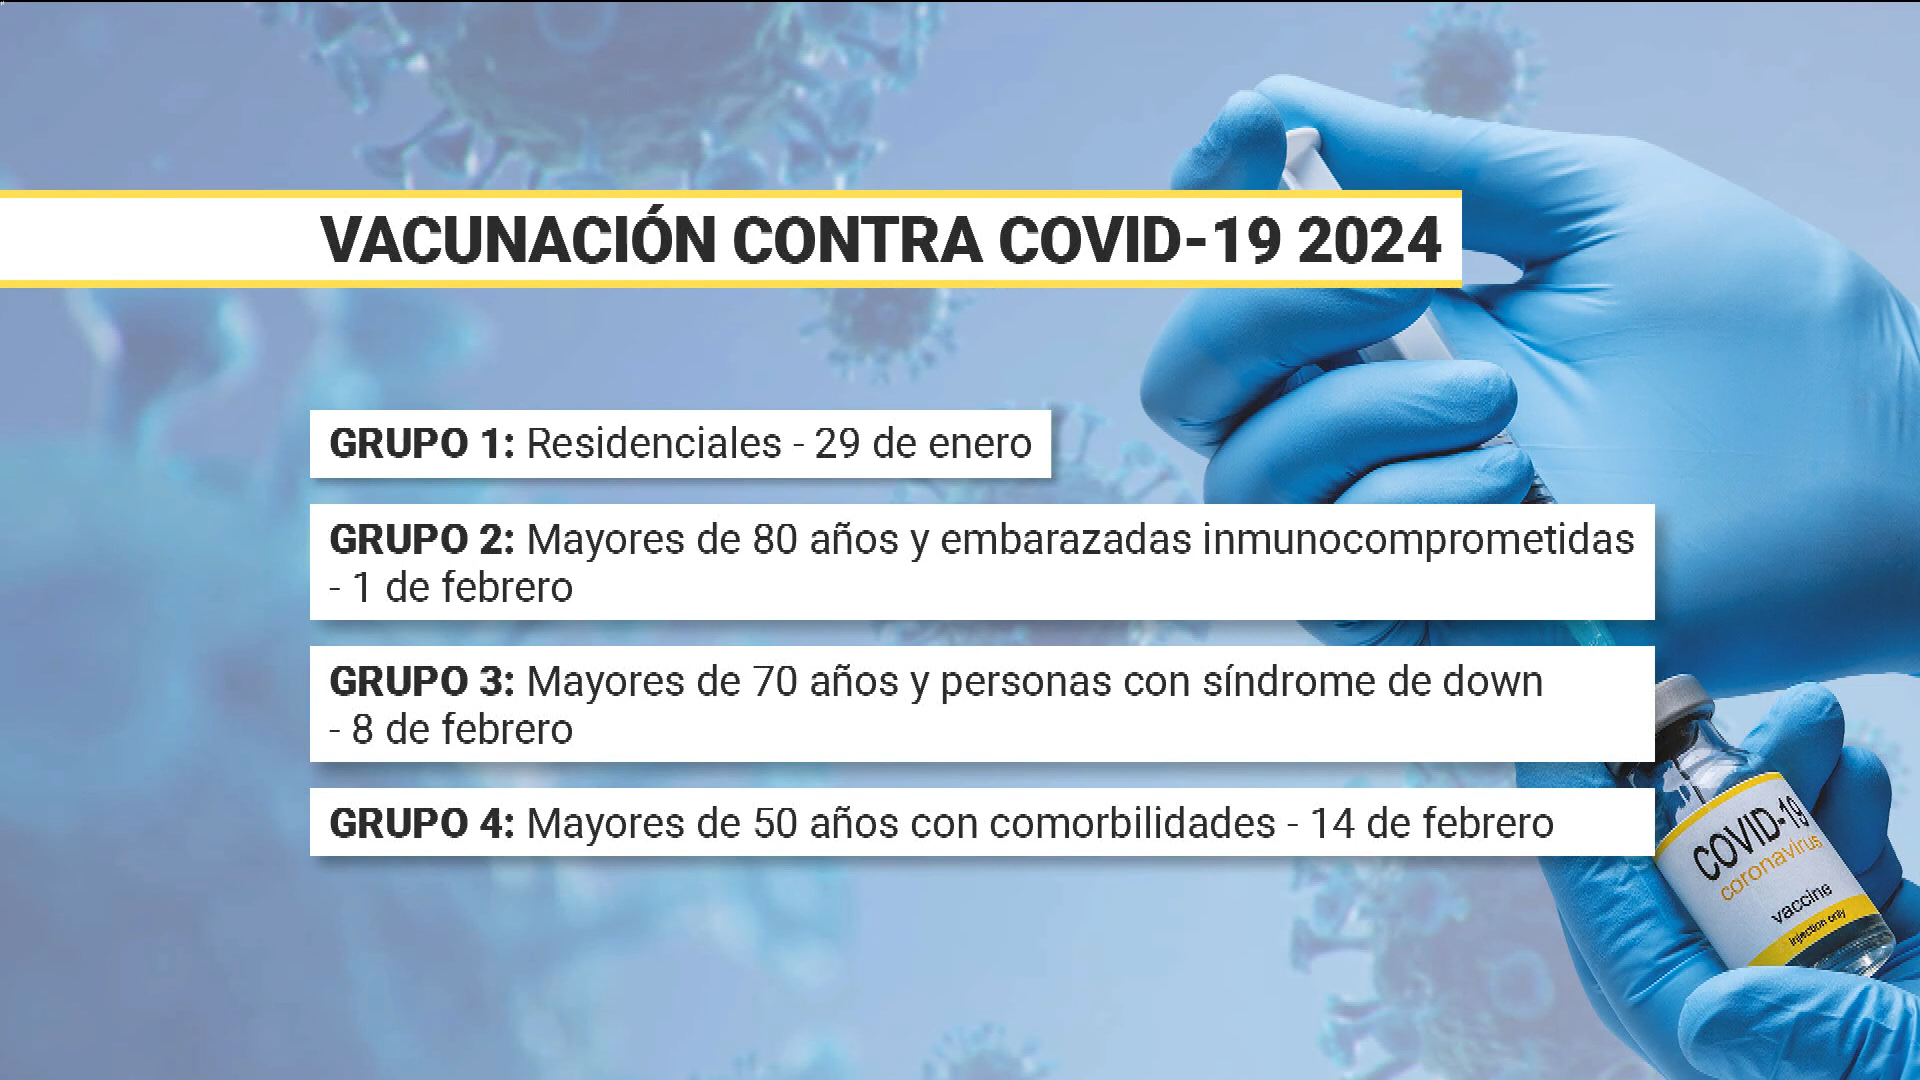 VACUNACIÓN CONTRA COVID-19 2024
GRUPO 1: Residenciales - 29 de enero
GRUPO 2: Mayores de 80 años y embarazadas inmunocomprometidas
- 1 de febrero
GRUPO 3: Mayores de 70 años y personas con síndrome de down
- 8 de febrero
GRUPO 4: Mayores de 50 años con comorbilidades - 14 de febrero
COVID-19
coronavirus
vaccine
injection only